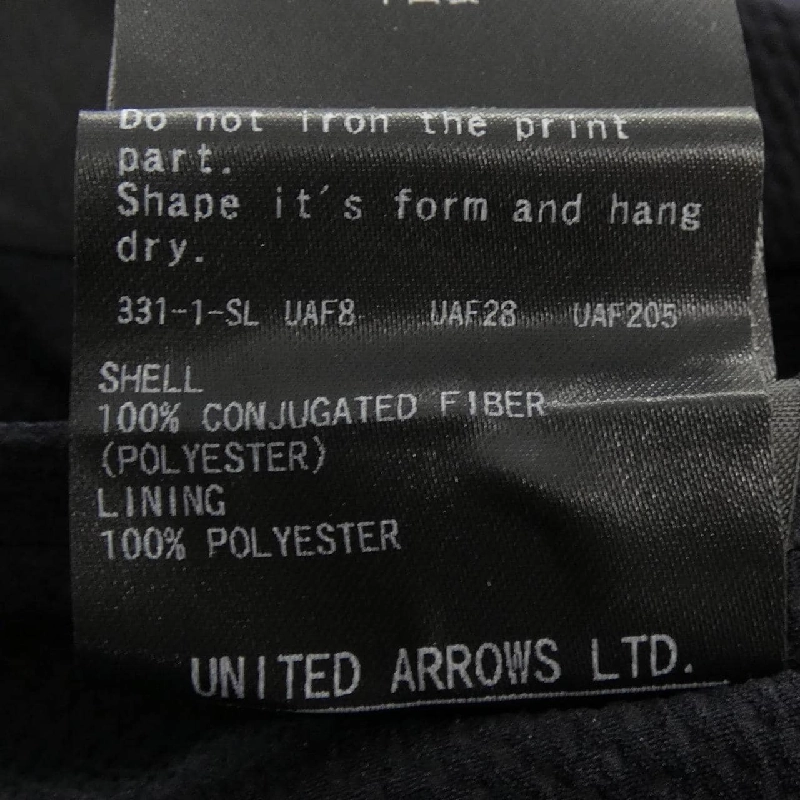 Do not iron the print
part.
Shape it's form and hang
dry.
331-1-SL UAF8 UAF28 UAF205
SHELL
100% CONJUGATED FIBER
(POLYESTER)
LINING
100% POLYESTER
UNITED ARROWS LTD.